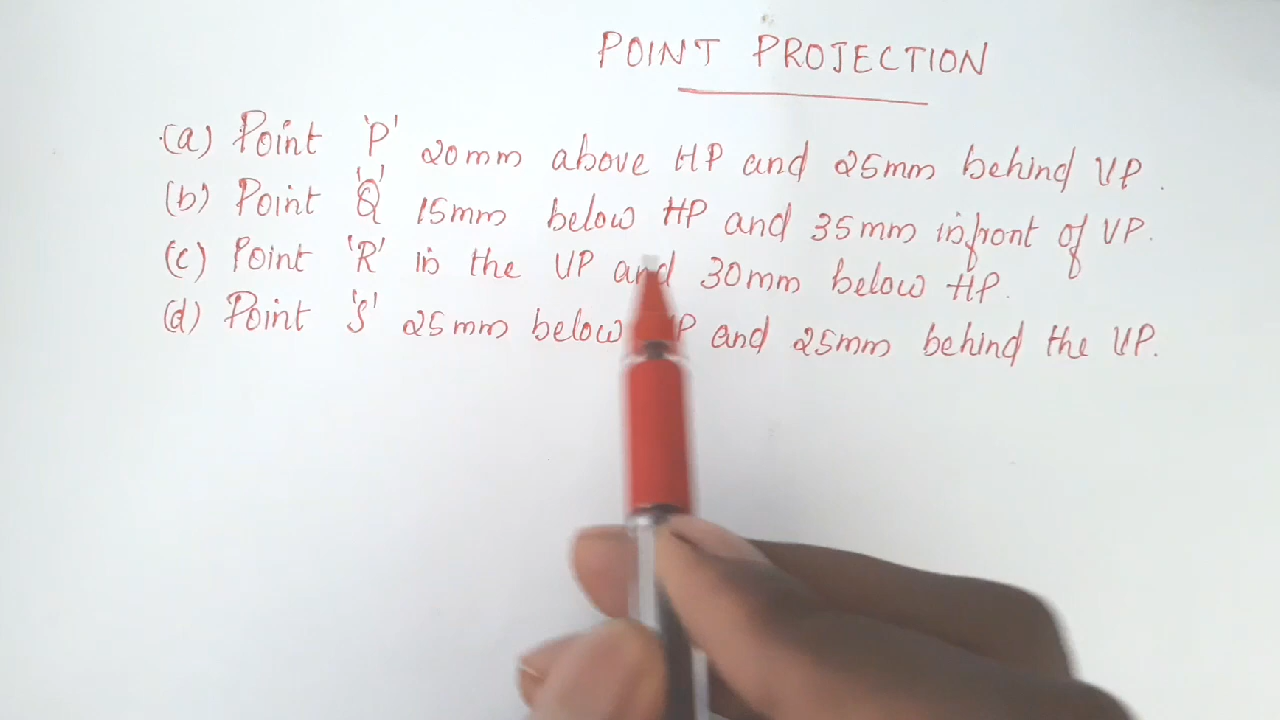 POINT PROJECTION
(a) Point 'P' 20mm above HP and 25mm behind VP.
(b) Point 'Q' 15mm below HP and 35mm infront of VP.
(c) Point 'R' in the VP and 30mm below HP.
(d) Point 'S' 25mm below and 25mm behind the VP.